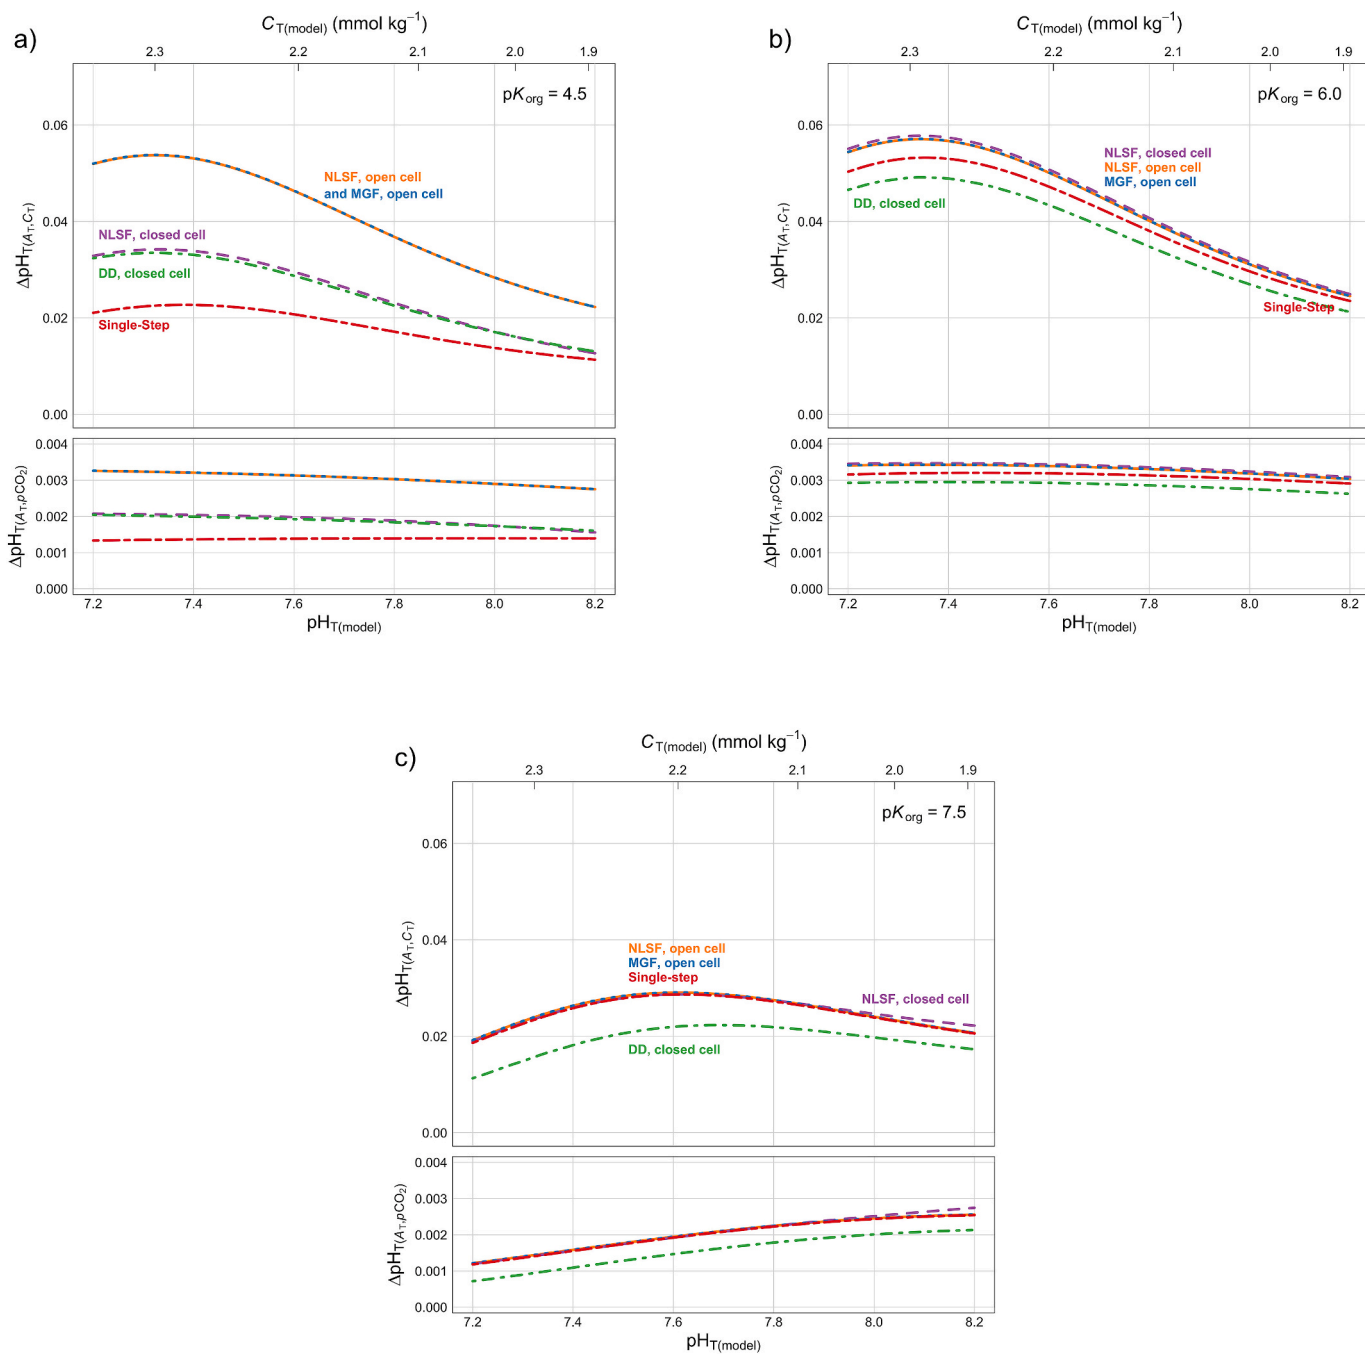 a)
C_T(model) (mmol kg⁻¹)
2.3 2.2 2.1 2.0 1.9
pK_org = 4.5
0.06
0.04
0.02
0.00
ΔpH_T(A_T,C_T)
NLSF, open cell
and MGF, open cell
NLSF, closed cell
DD, closed cell
Single-Step
0.004
0.003
0.002
0.001
0.000
ΔpH_T(A_T,pCO₂)
7.2 7.4 7.6 7.8 8.0 8.2
pH_T(model)
b)
C_T(model) (mmol kg⁻¹)
2.3 2.2 2.1 2.0 1.9
pK_org = 6.0
0.06
0.04
0.02
0.00
ΔpH_T(A_T,C_T)
NLSF, closed cell
NLSF, open cell
MGF, open cell
DD, closed cell
Single-Step
0.004
0.003
0.002
0.001
0.000
ΔpH_T(A_T,pCO₂)
7.2 7.4 7.6 7.8 8.0 8.2
pH_T(model)
c)
C_T(model) (mmol kg⁻¹)
2.3 2.2 2.1 2.0 1.9
pK_org = 7.5
0.06
0.04
0.02
0.00
ΔpH_T(A_T,C_T)
NLSF, open cell
MGF, open cell
Single-step
NLSF, closed cell
DD, closed cell
0.004
0.003
0.002
0.001
0.000
ΔpH_T(A_T,pCO₂)
7.2 7.4 7.6 7.8 8.0 8.2
pH_T(model)